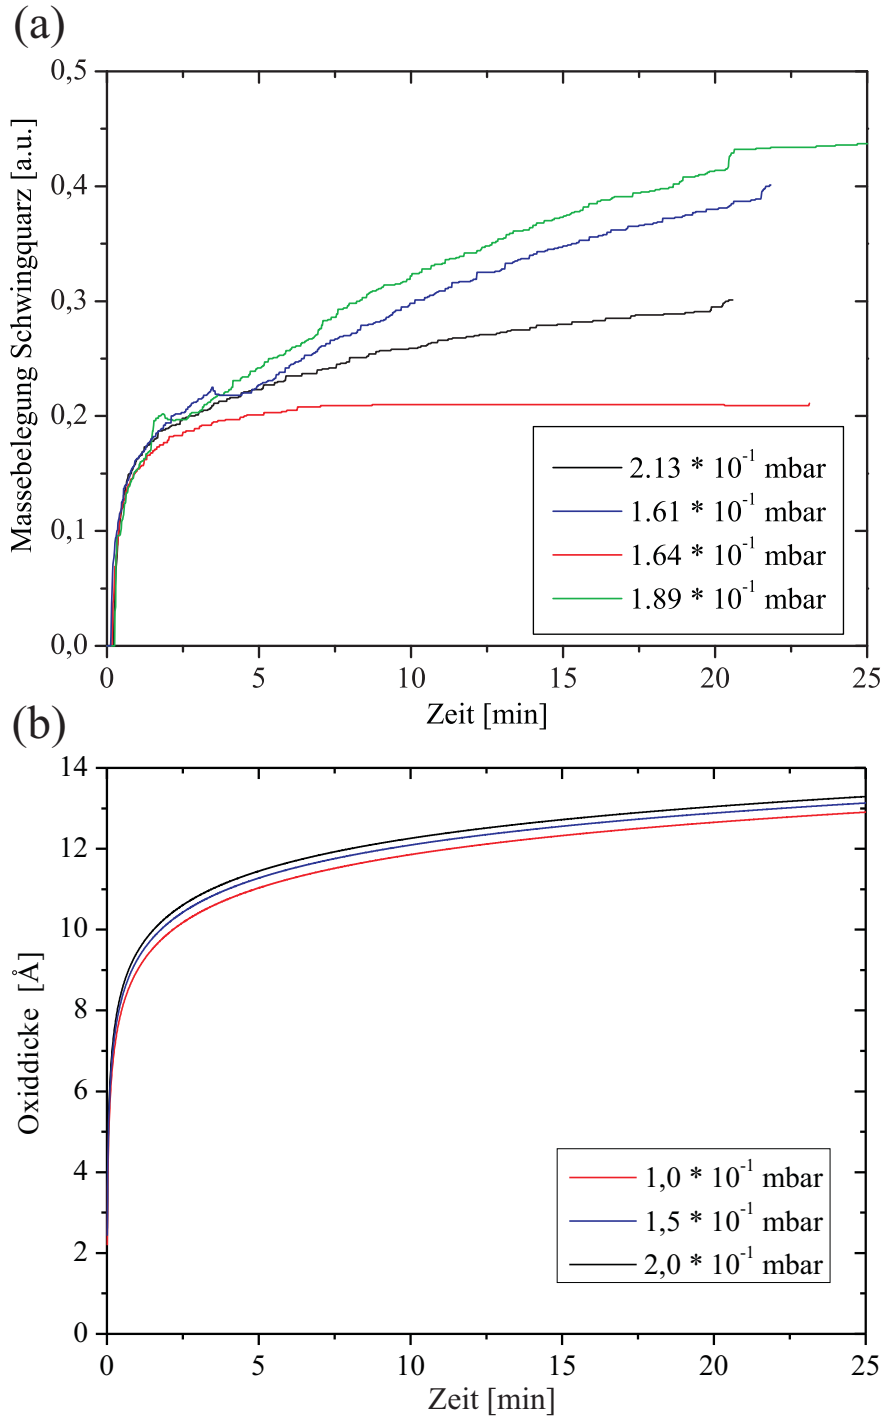 (a)
0,5
0,4
0,3
0,2
0,1
0,0
Massebelegung Schwingquarz [a.u.]
2.13 * 10-1 mbar
1.61 * 10-1 mbar
1.64 * 10-1 mbar
1.89 * 10-1 mbar
0 5 10 15 20 25
Zeit [min]
(b)
14
12
10
8
6
4
2
0
Oxiddicke [Å]
1,0 * 10-1 mbar
1,5 * 10-1 mbar
2,0 * 10-1 mbar
0 5 10 15 20 25
Zeit [min]